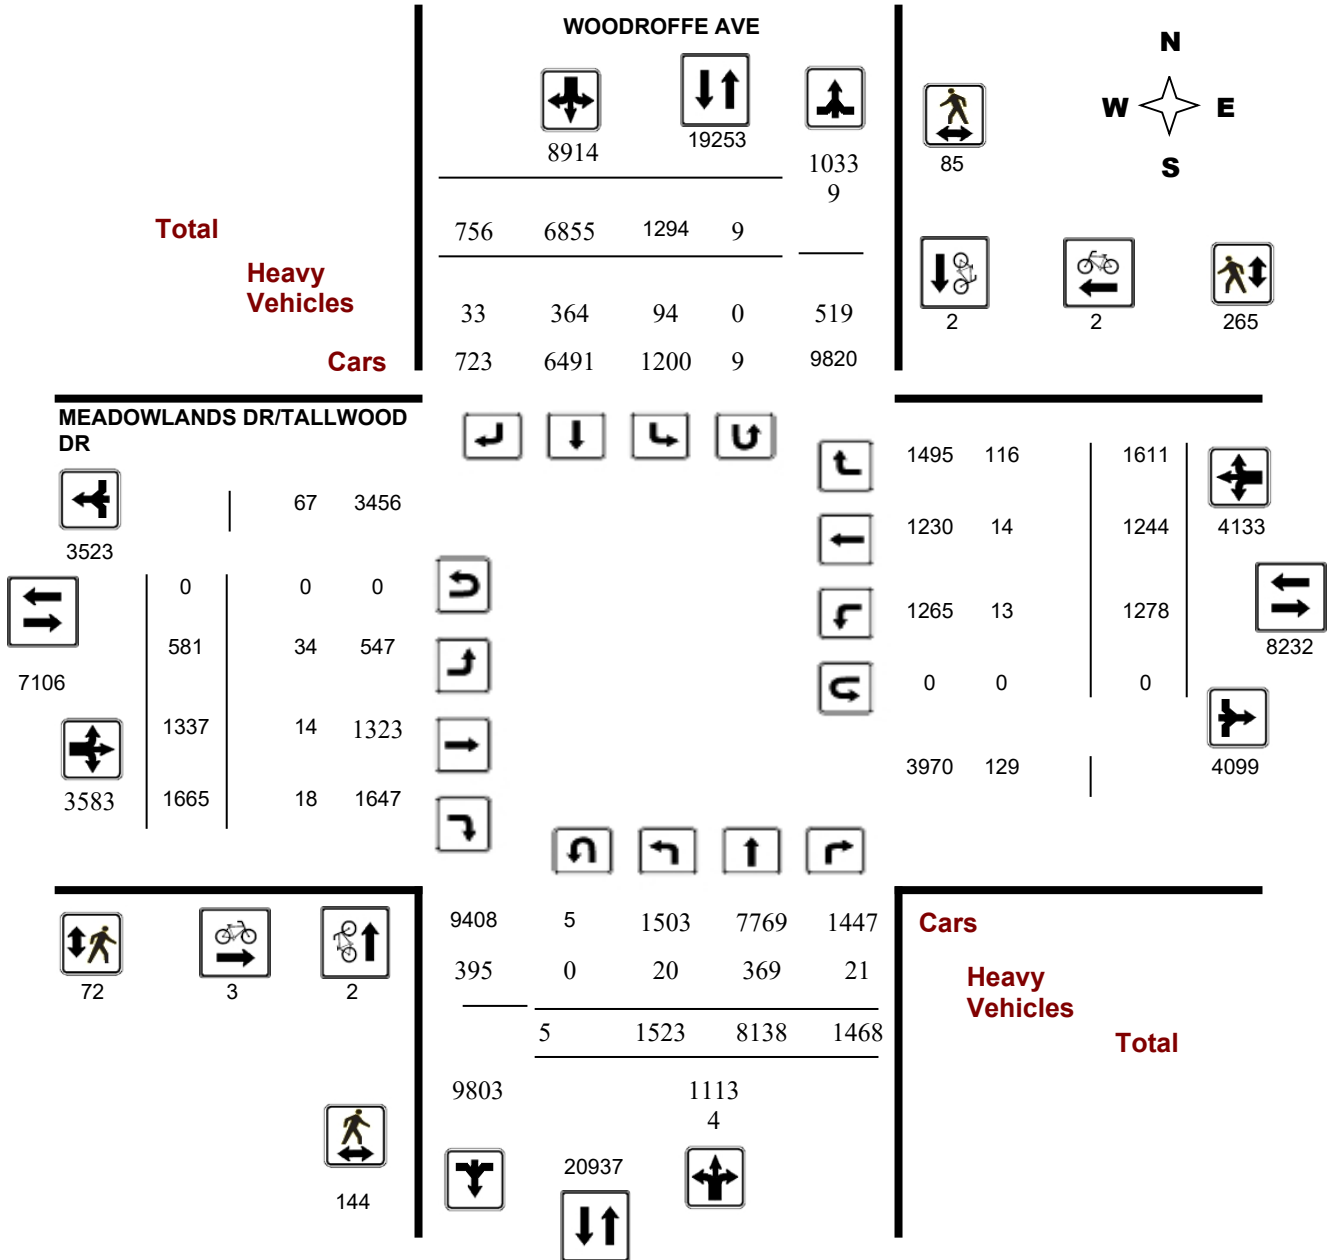 WOODROFFE AVE
N
W E
S
8914
19253
1033
9
85
Total
756 6855 1294 9
Heavy
Vehicles
33 364 94 0 519
2 2 265
Cars
723 6491 1200 9 9820
MEADOWLANDS DR/TALLWOOD
DR
67 3456
3523
0 0 0
581 34 547
7106
1337 14 1323
3583
1665 18 1647
1495 116 1611
1230 14 1244
4133
1265 13 1278
8232
0 0 0
3970 129
4099
9408 5 1503 7769 1447
395 0 20 369 21
5 1523 8138 1468
9803
1113
4
20937
72 3 2
144
Cars
Heavy
Vehicles
Total